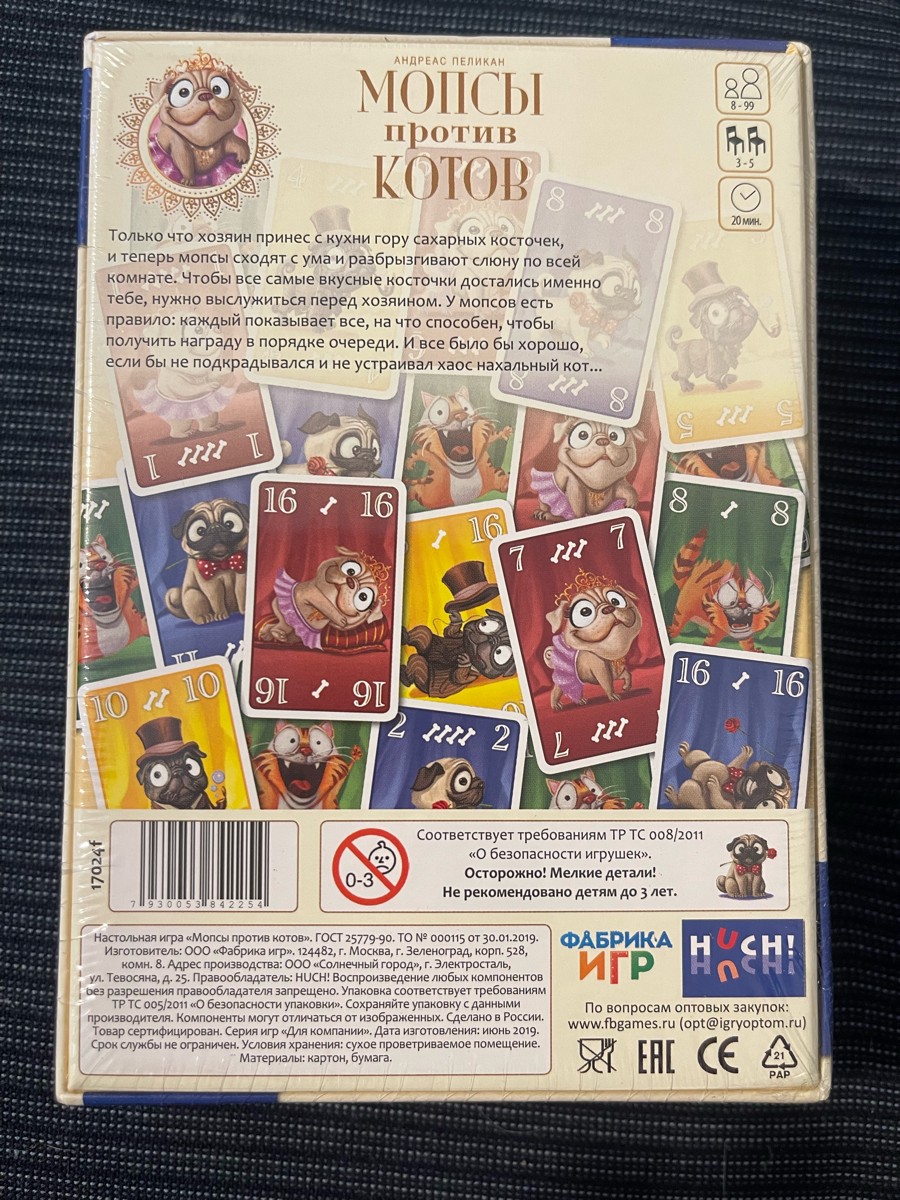 АНДРЕАС ПЕЛИКАН
МОПСЫ
против
КОТОВ
8 - 99
3 - 5
20 мин.
Только что хозяин принес с кухни гору сахарных косточек,
и теперь мопсы сходят с ума и разбрызгивают слюну по всей
комнате. Чтобы все самые вкусные косточки достались именно
тебе, нужно выслужиться перед хозяином. У мопсов есть
правило: каждый показывает все, на что способен, чтобы
получить награду в порядке очереди. И все было бы хорошо,
если бы не подкрадывался и не устраивал хаос нахальный кот...
4
6
8 8
8 8
5 5
1 1
16 16
16 16
16
7 7
7
8 8
11
10 10
2 2
16 16
17024f
7 930053 842254
0-3
Соответствует требованиям ТР ТС 008/2011
«О безопасности игрушек».
Осторожно! Мелкие детали!
Не рекомендовано детям до 3 лет.
Настольная игра «Мопсы против котов». ГОСТ 25779-90. ТО № 000115 от 30.01.2019.
Изготовитель: ООО «Фабрика игр». 124482, г. Москва, г. Зеленоград, корп. 528,
комн. 8. Адрес производства: ООО «Солнечный город», г. Электросталь,
ул. Тевосяна, д. 25. Правообладатель: HUCH! Воспроизведение любых компонентов
без разрешения правообладателя запрещено. Упаковка соответствует требованиям
ТР ТС 005/2011 «О безопасности упаковки». Сохраняйте упаковку с данными
производителя. Компоненты могут отличаться от изображенных. Сделано в России.
Товар сертифицирован. Серия игр «Для компании». Дата изготовления: июнь 2019.
Срок службы не ограничен. Условия хранения: сухое проветриваемое помещение.
Материалы: картон, бумага.
ФАБРИКА
ИГР
HUCH!
По вопросам оптовых закупок:
www.fbgames.ru (opt@igryoptom.ru)
EAC CE 21
PAP